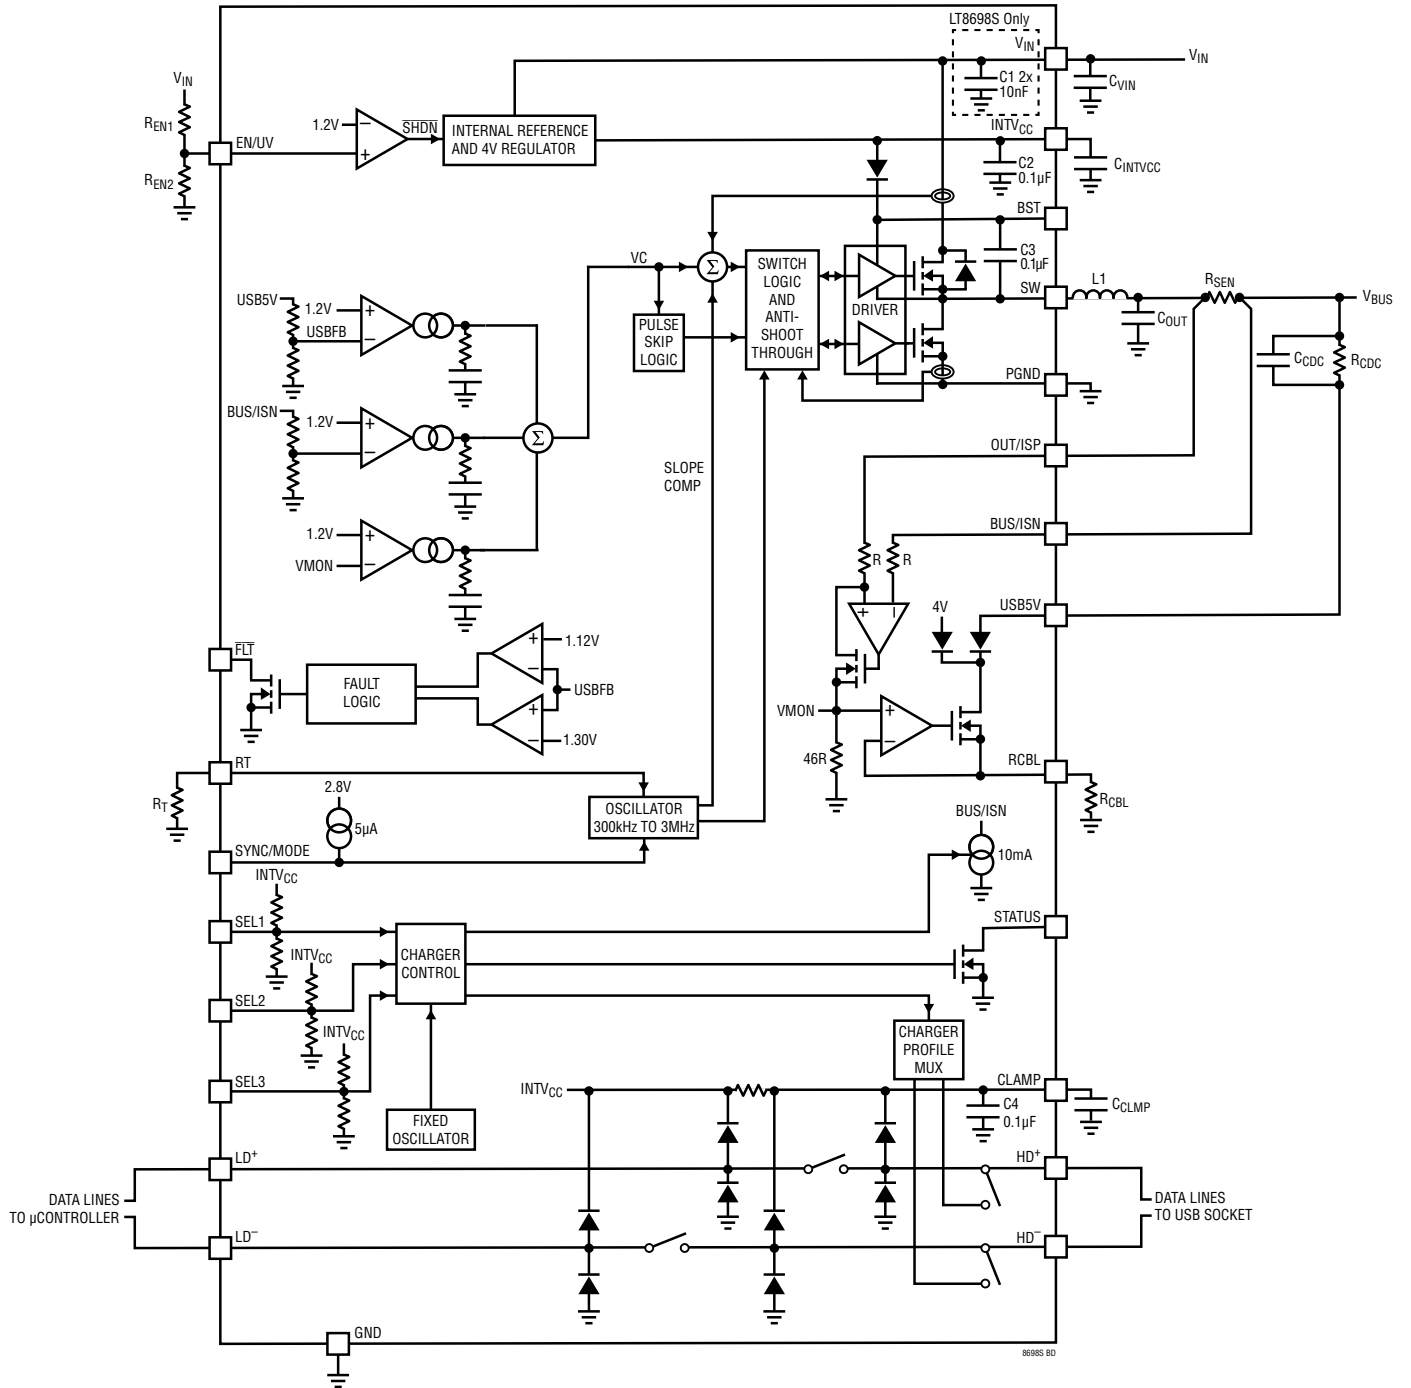 LT8698S Only
VIN
C1 2x
10nF
VIN
CVIN
VIN
REN1
REN2
EN/UV
1.2V
–
+
SHDN
INTERNAL REFERENCE
AND 4V REGULATOR
INTVCC
C2
0.1µF
CINTVCC
BST
C3
0.1µF
SW
L1
RSEN
VBUS
COUT
CCDC
RCDC
VC
Σ
SWITCH
LOGIC
AND
ANTI-
SHOOT
THROUGH
DRIVER
PULSE
SKIP
LOGIC
PGND
USB5V
1.2V
USBFB
+
–
BUS/ISN
1.2V
+
–
Σ
1.2V
VMON
+
–
SLOPE
COMP
OUT/ISP
BUS/ISN
R
R
+
–
4V
USB5V
FLT
FAULT
LOGIC
+
–
1.12V
USBFB
+
–
1.30V
VMON
+
–
46R
RCBL
RCBL
RT
RT
2.8V
5µA
OSCILLATOR
300kHz TO 3MHz
SYNC/MODE
BUS/ISN
10mA
INTVCC
SEL1
INTVCC
SEL2
INTVCC
SEL3
CHARGER
CONTROL
FIXED
OSCILLATOR
STATUS
CHARGER
PROFILE
MUX
INTVCC
CLAMP
C4
0.1µF
CCLMP
LD+
HD+
DATA LINES
TO µCONTROLLER
DATA LINES
TO USB SOCKET
LD–
HD–
GND
8698S BD